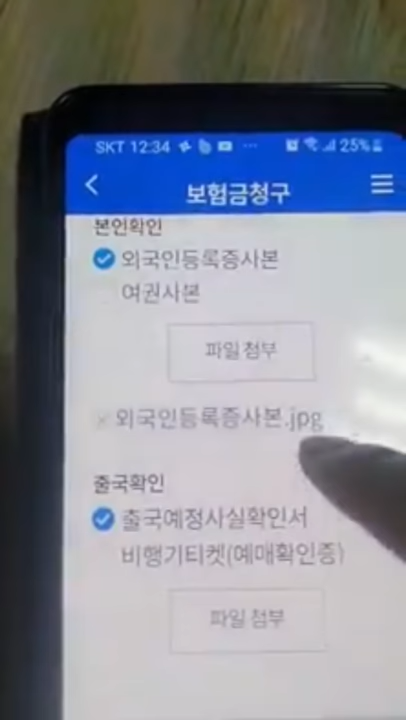 SKT 12:34 ... 25%
보험금청구
본인확인
외국인등록증사본
여권사본
파일 첨부
외국인등록증사본.jpg
출국확인
출국예정사실확인서
비행기티켓(예매확인증)
파일 첨부